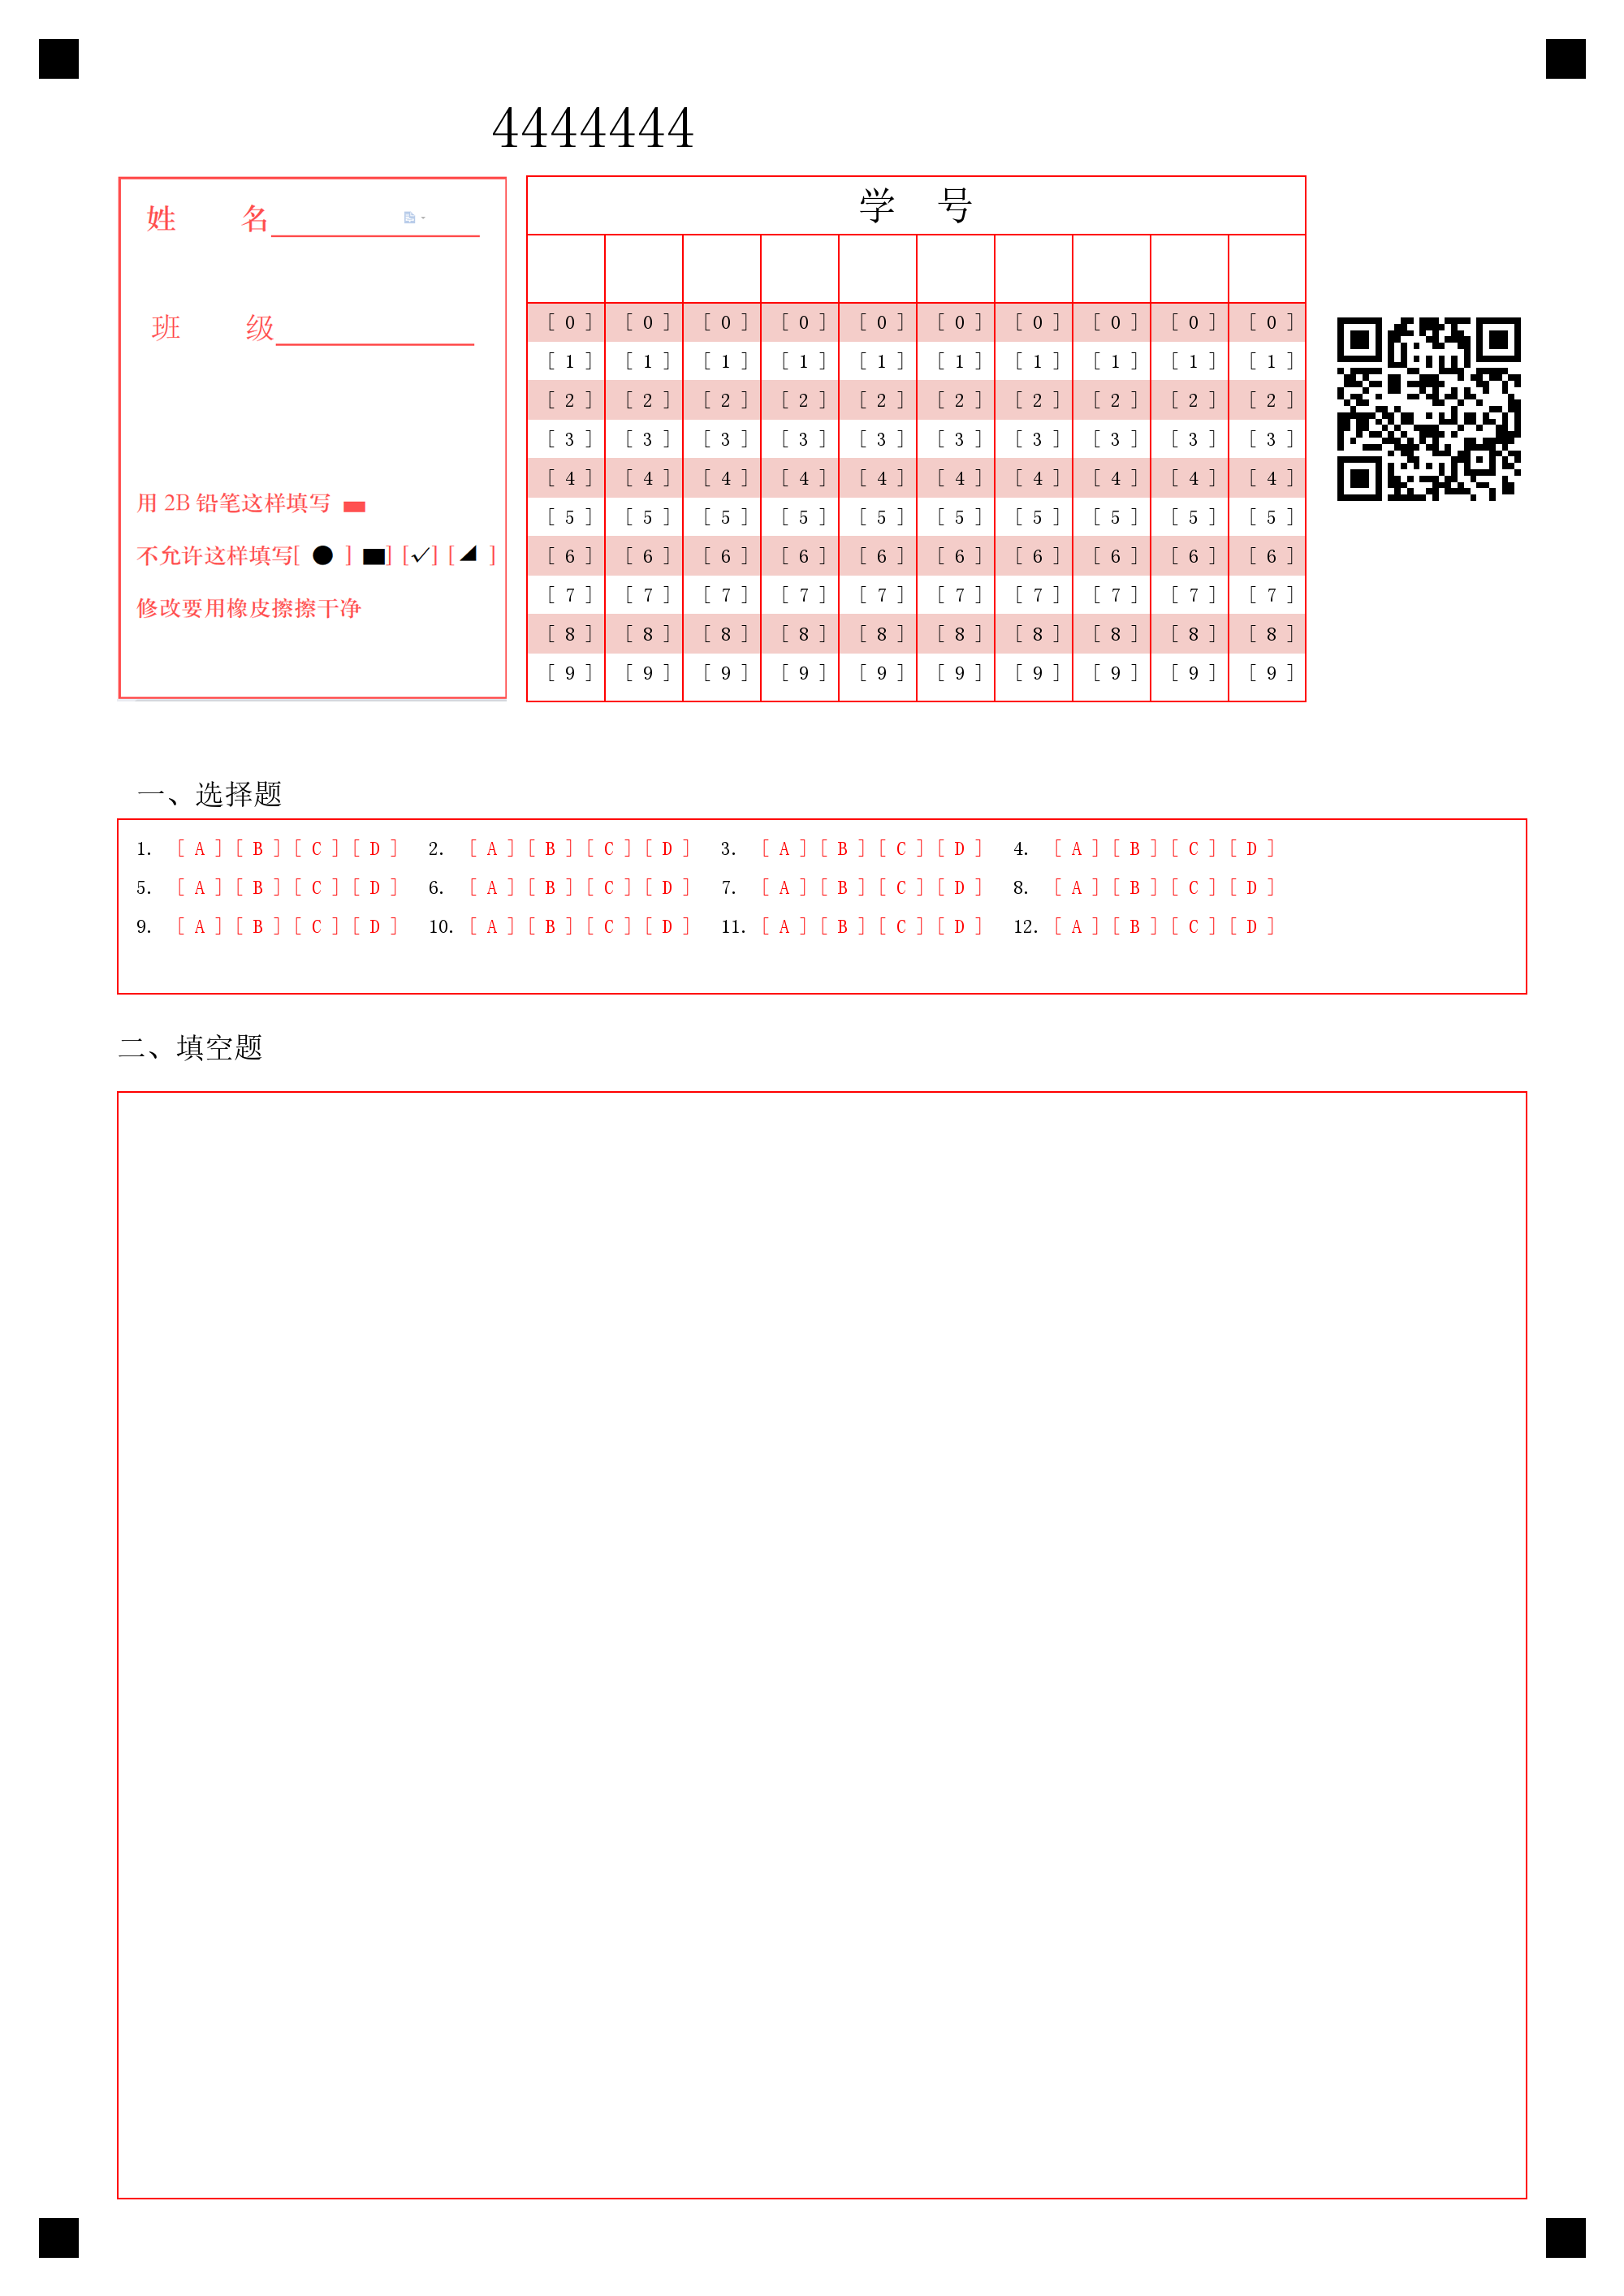 4444444
姓 名
班 级
用 2B 铅笔这样填写
不允许这样填写[ ● ] ■] [✓] [ ◢ ]
修改要用橡皮擦擦干净
学 号
[ 0 ] [ 0 ] [ 0 ] [ 0 ] [ 0 ] [ 0 ] [ 0 ] [ 0 ] [ 0 ] [ 0 ]
[ 1 ] [ 1 ] [ 1 ] [ 1 ] [ 1 ] [ 1 ] [ 1 ] [ 1 ] [ 1 ] [ 1 ]
[ 2 ] [ 2 ] [ 2 ] [ 2 ] [ 2 ] [ 2 ] [ 2 ] [ 2 ] [ 2 ] [ 2 ]
[ 3 ] [ 3 ] [ 3 ] [ 3 ] [ 3 ] [ 3 ] [ 3 ] [ 3 ] [ 3 ] [ 3 ]
[ 4 ] [ 4 ] [ 4 ] [ 4 ] [ 4 ] [ 4 ] [ 4 ] [ 4 ] [ 4 ] [ 4 ]
[ 5 ] [ 5 ] [ 5 ] [ 5 ] [ 5 ] [ 5 ] [ 5 ] [ 5 ] [ 5 ] [ 5 ]
[ 6 ] [ 6 ] [ 6 ] [ 6 ] [ 6 ] [ 6 ] [ 6 ] [ 6 ] [ 6 ] [ 6 ]
[ 7 ] [ 7 ] [ 7 ] [ 7 ] [ 7 ] [ 7 ] [ 7 ] [ 7 ] [ 7 ] [ 7 ]
[ 8 ] [ 8 ] [ 8 ] [ 8 ] [ 8 ] [ 8 ] [ 8 ] [ 8 ] [ 8 ] [ 8 ]
[ 9 ] [ 9 ] [ 9 ] [ 9 ] [ 9 ] [ 9 ] [ 9 ] [ 9 ] [ 9 ] [ 9 ]
一、选择题
1. [ A ] [ B ] [ C ] [ D ] 2. [ A ] [ B ] [ C ] [ D ] 3. [ A ] [ B ] [ C ] [ D ] 4. [ A ] [ B ] [ C ] [ D ]
5. [ A ] [ B ] [ C ] [ D ] 6. [ A ] [ B ] [ C ] [ D ] 7. [ A ] [ B ] [ C ] [ D ] 8. [ A ] [ B ] [ C ] [ D ]
9. [ A ] [ B ] [ C ] [ D ] 10. [ A ] [ B ] [ C ] [ D ] 11. [ A ] [ B ] [ C ] [ D ] 12. [ A ] [ B ] [ C ] [ D ]
二、填空题